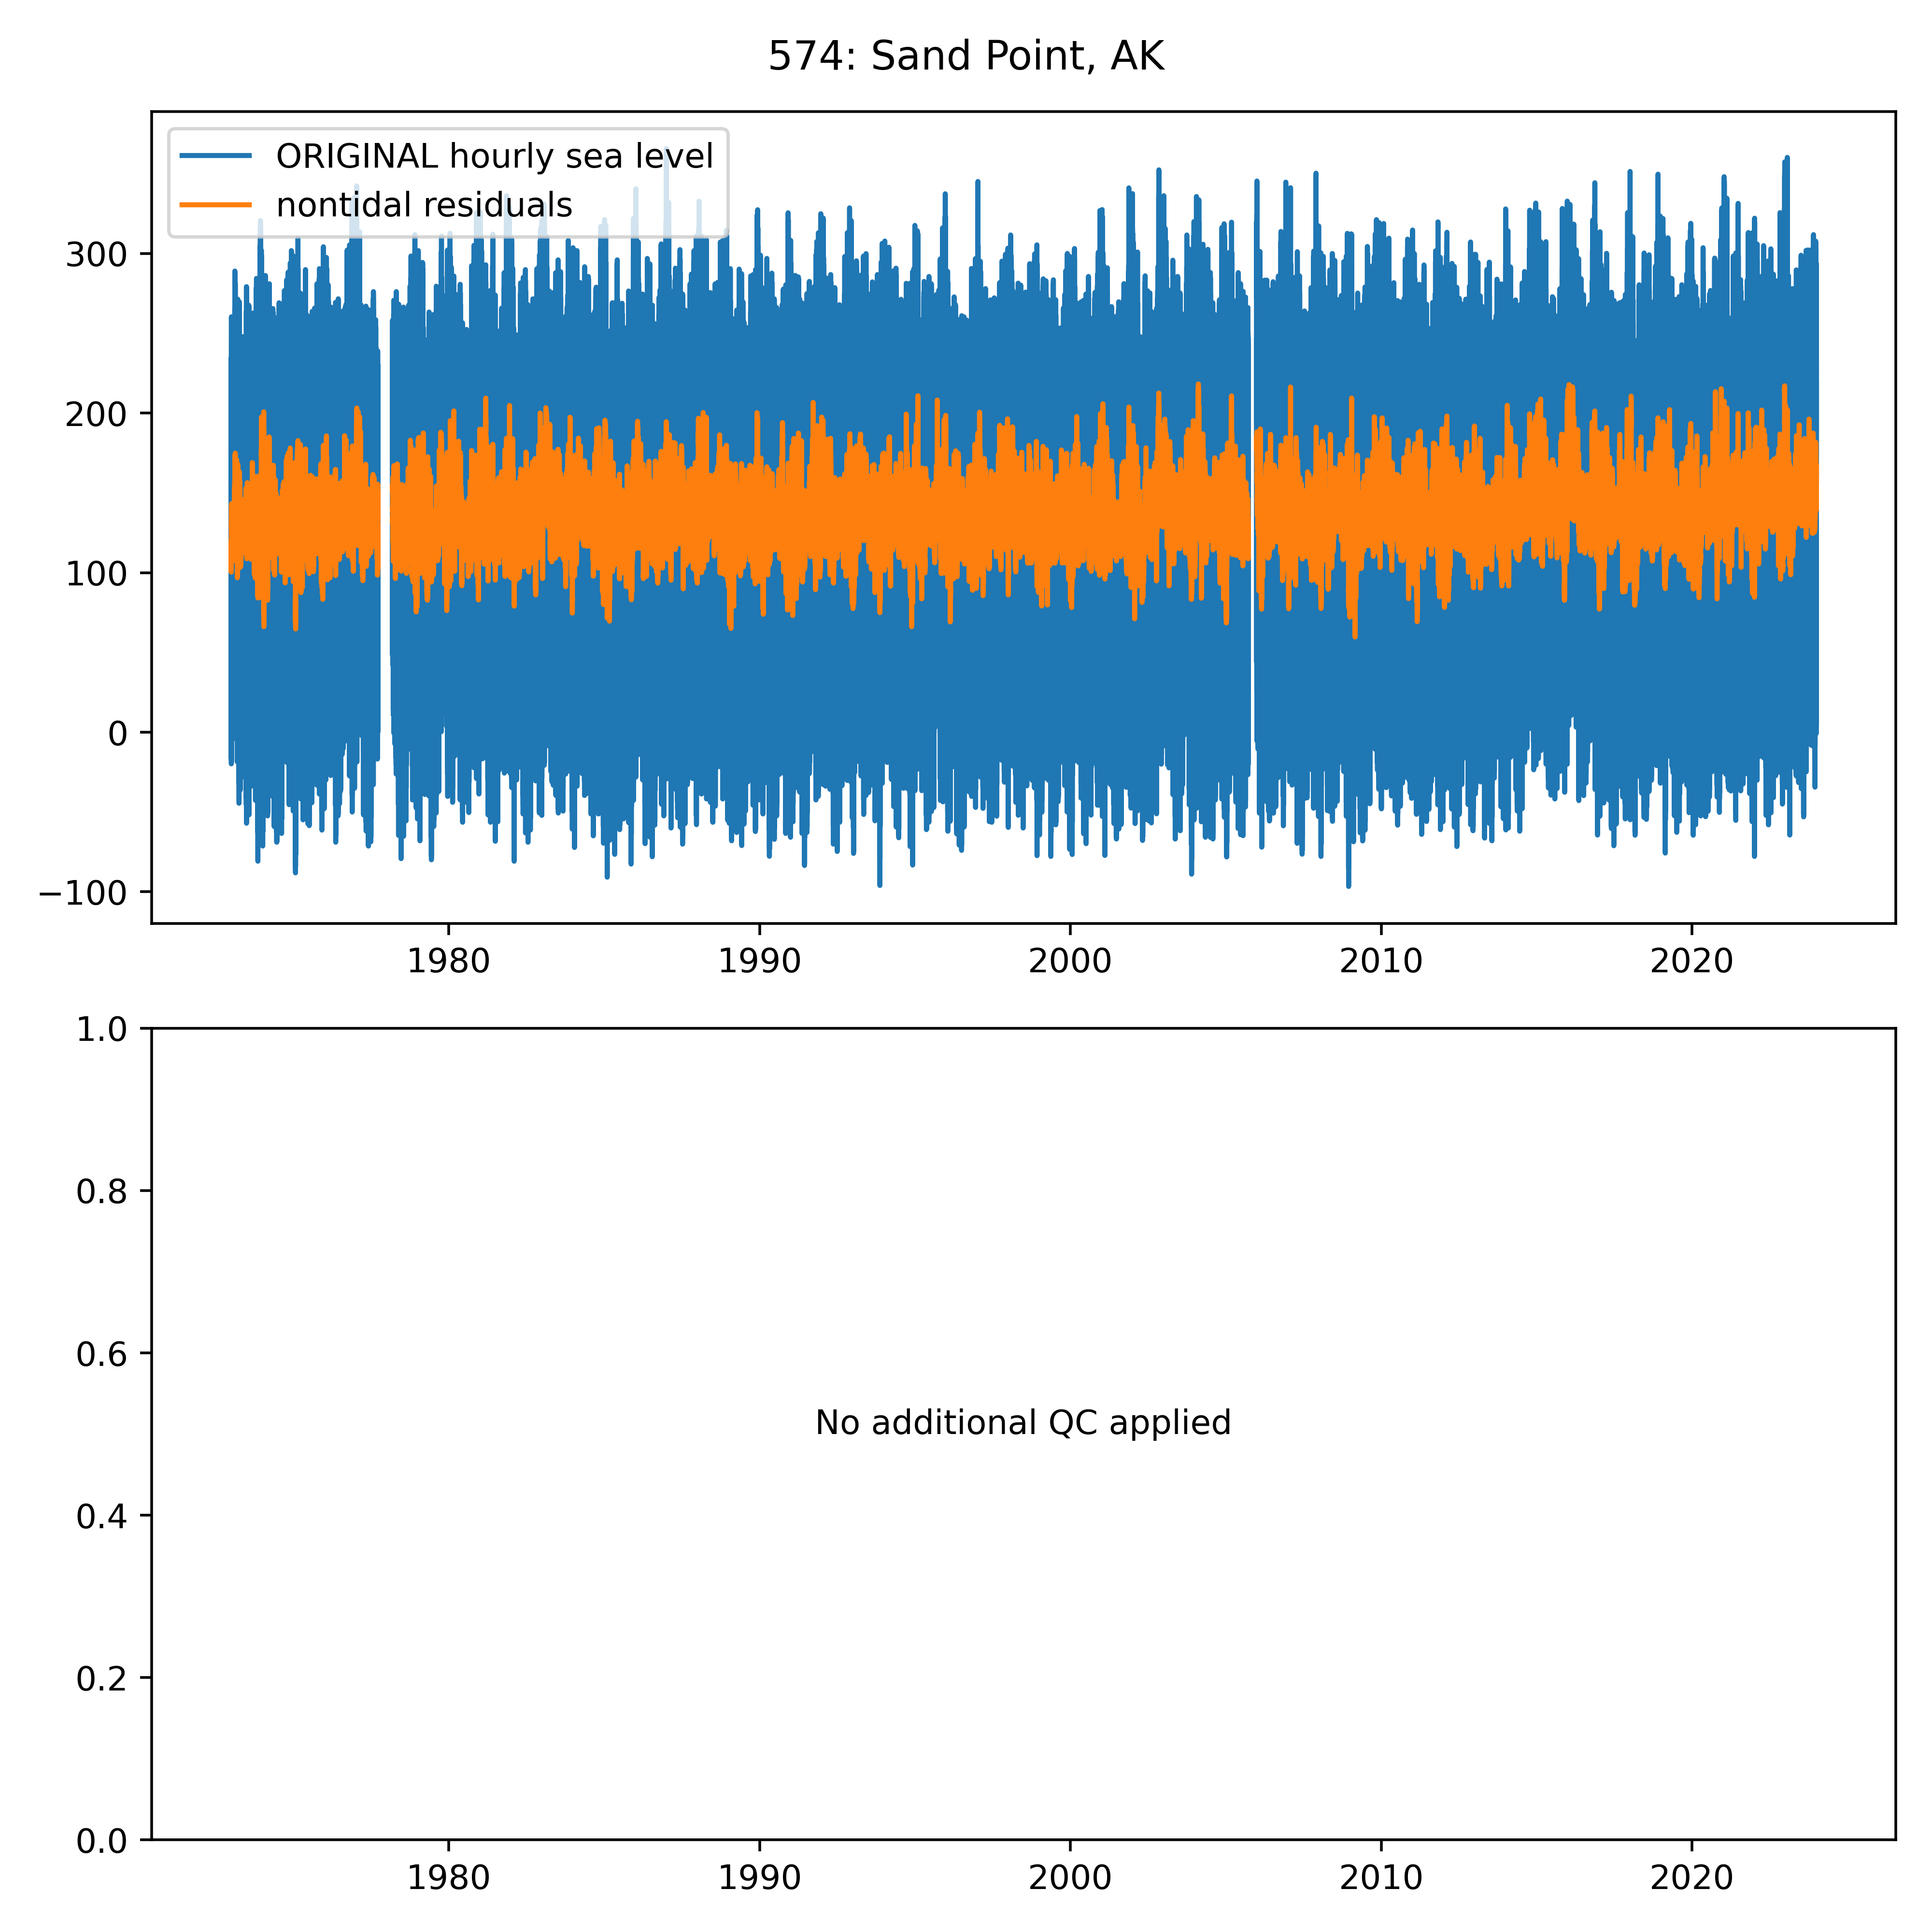 574: Sand Point, AK
ORIGINAL hourly sea level
nontidal residuals
300
200
100
0
−100
1980 1990 2000 2010 2020
1.0
0.8
0.6
No additional QC applied
0.4
0.2
0.0
1980 1990 2000 2010 2020